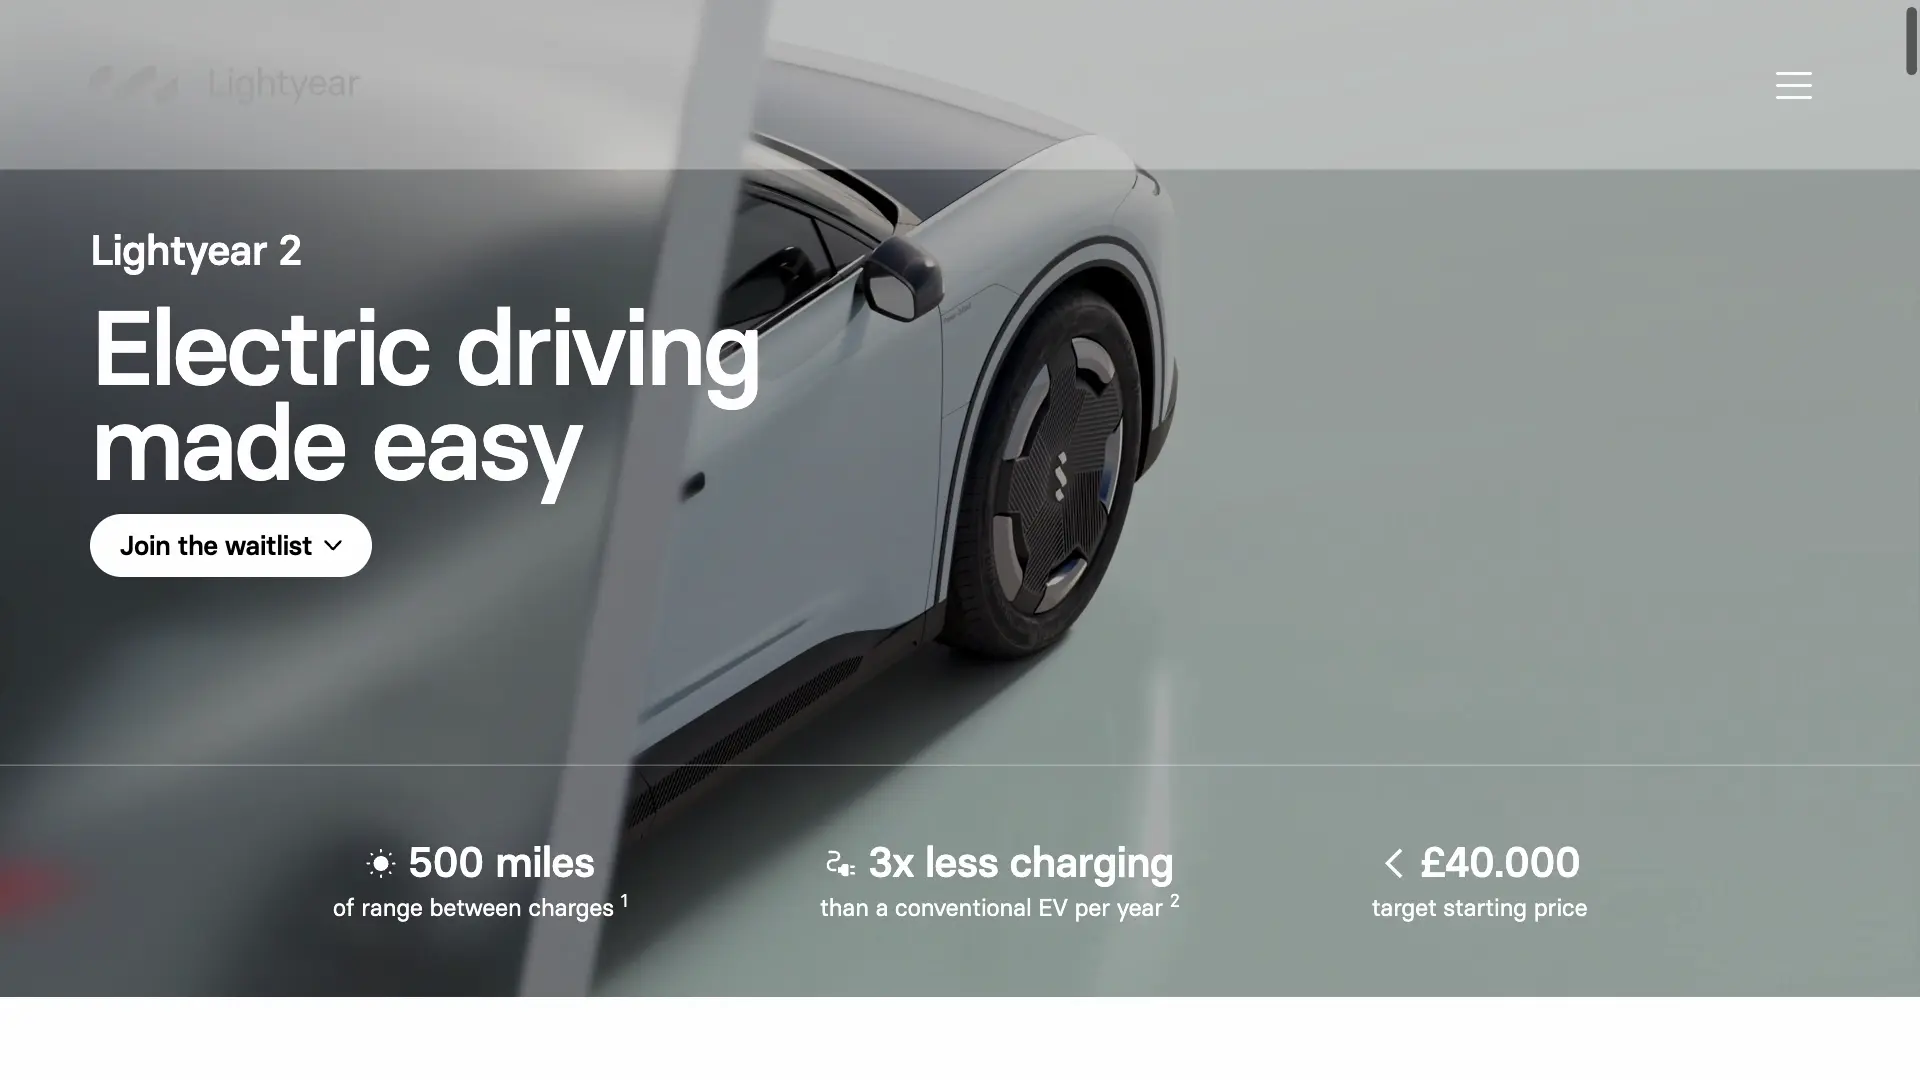 Lightyear
Lightyear 2
Electric driving
made easy
Join the waitlist
500 miles
of range between charges 1
3x less charging
than a conventional EV per year 2
< £40.000
target starting price